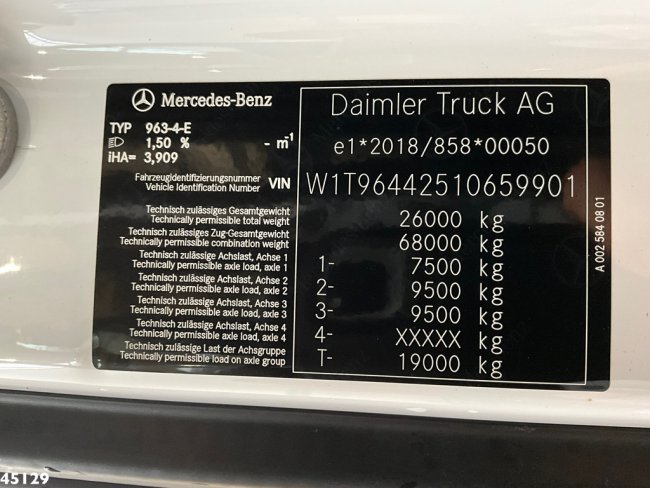 Mercedes-Benz
TYP 963-4-E
1,50 % - m-1
iHA= 3,909
Daimler Truck AG
e1*2018/858*00050
Fahrzeugidentifizierungsnummer
Vehicle Identification Number VIN W1T96442510659901
Technisch zulässiges Gesamtgewicht
Technically permissible total weight 26000 kg
Technisch zulässiges Zug-Gesamtgewicht
Technically permissible combination weight 68000 kg
Technisch zulässige Achslast, Achse 1
Technically permissible axle load, axle 1 1- 7500 kg
Technisch zulässige Achslast, Achse 2
Technically permissible axle load, axle 2 2- 9500 kg
Technisch zulässige Achslast, Achse 3
Technically permissible axle load, axle 3 3- 9500 kg
Technisch zulässige Achslast, Achse 4
Technically permissible axle load, axle 4 4- XXXXX kg
Technisch zulässige Last der Achsgruppe
Technically permissible load on axle group T- 19000 kg
A 002 584 08 01
45129